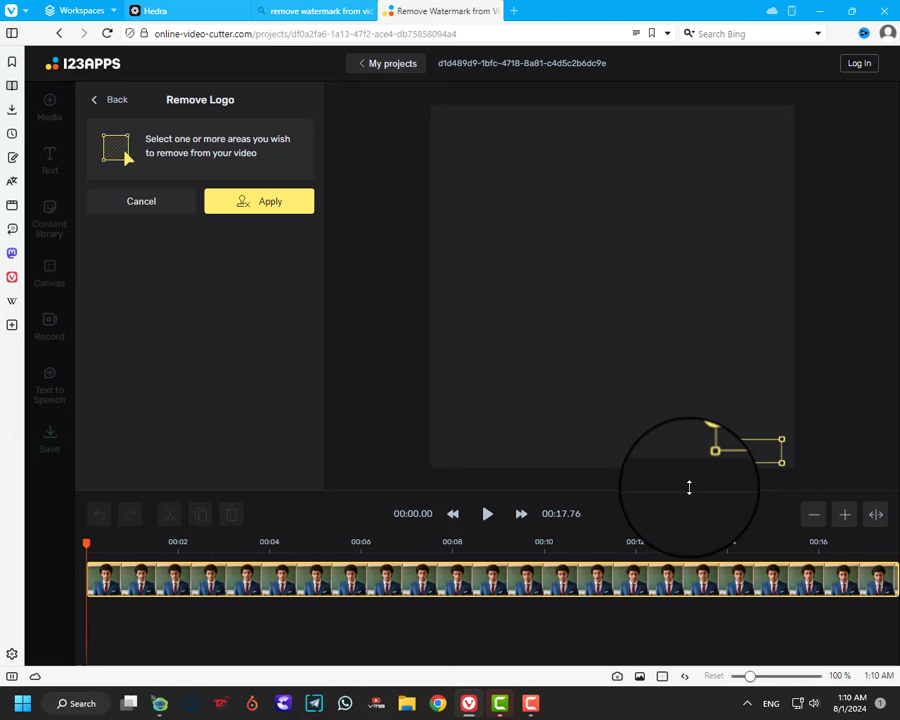 Workspaces
Hedra
remove watermark from vid
Remove Watermark from Vi
online-video-cutter.com/projects/df0a2fa6-1a13-47f2-ace4-db75858094a4
Search Bing
123APPS
My projects
d1d489d9-1bfc-4718-8a81-c4d5c2b6dc9e
Log In
Media
Text
Content
library
Canvas
Record
Text to
Speech
Save
Back
Remove Logo
Select one or more areas you wish
to remove from your video
Cancel
Apply
00:00.00
00:17.76
00:02
00:04
00:06
00:08
00:10
00:12
00:16
Reset
100 %
1:10 AM
Search
ENG
1:10 AM
8/1/2024